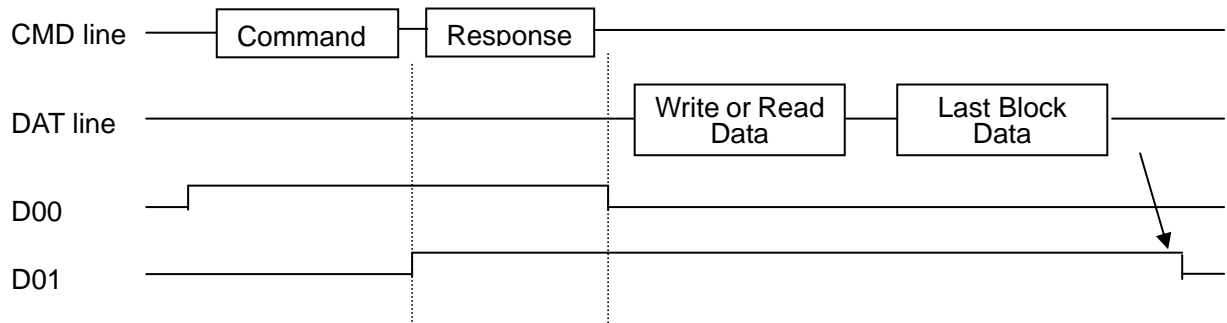 CMD line
Command
Response
DAT line
Write or Read
Data
Last Block
Data
D00
D01